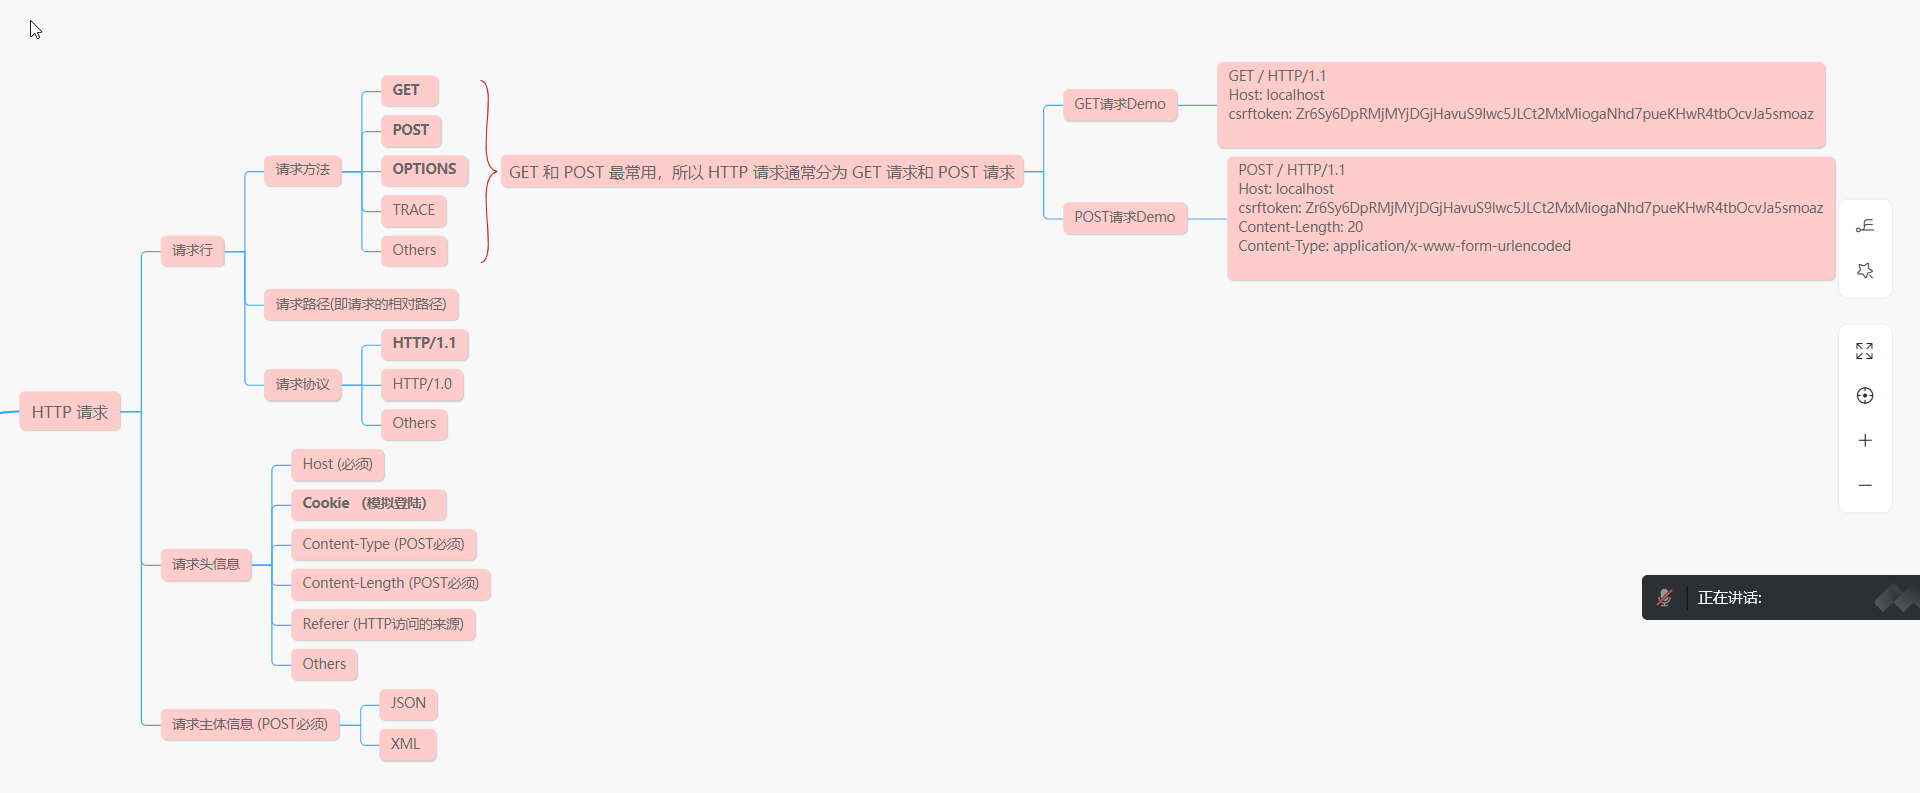 HTTP 请求
请求行
请求方法
GET
POST
OPTIONS
TRACE
Others
GET 和 POST 最常用，所以 HTTP 请求通常分为 GET 请求和 POST 请求
GET请求Demo
GET / HTTP/1.1
Host: localhost
csrftoken: Zr6Sy6DpRMjMYjDGjHavuS9lwc5JLCt2MxMiogaNhd7pueKHwR4tbOcvJa5smoaz
POST请求Demo
POST / HTTP/1.1
Host: localhost
csrftoken: Zr6Sy6DpRMjMYjDGjHavuS9lwc5JLCt2MxMiogaNhd7pueKHwR4tbOcvJa5smoaz
Content-Length: 20
Content-Type: application/x-www-form-urlencoded
请求路径(即请求的相对路径)
请求协议
HTTP/1.1
HTTP/1.0
Others
请求头信息
Host (必须)
Cookie （模拟登陆）
Content-Type (POST必须)
Content-Length (POST必须)
Referer (HTTP访问的来源)
Others
请求主体信息 (POST必须)
JSON
XML
正在讲话: